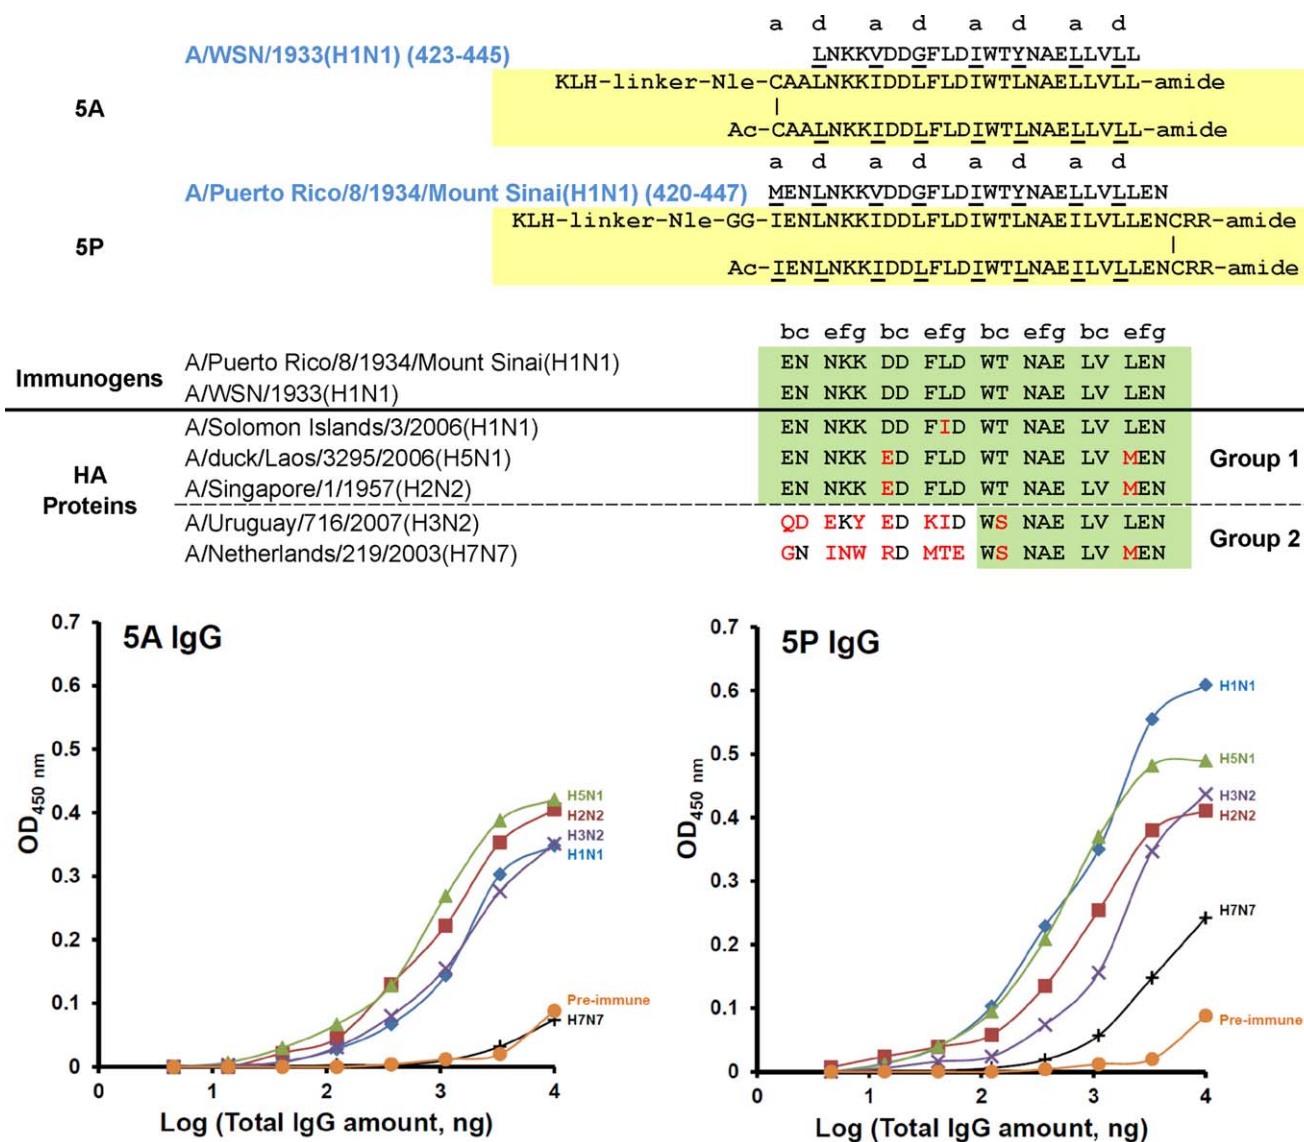 a d a d a d a d
A/WSN/1933(H1N1) (423-445) LNKKVDDGFLDIWTYNAELLVLL
5A KLH-linker-Nle-CAALNKKIDDLFLDIWTLNAELLVLL-amide
|
Ac-CAALNKKIDDLFLDIWTLNAELLVLL-amide
a d a d a d a d
A/Puerto Rico/8/1934/Mount Sinai(H1N1) (420-447) MENLNKKVDDGFLDIWTYNAELLVLLEN
5P KLH-linker-Nle-GG-IENLNKKIDDLFLDIWTLNAEILVLLENCRR-amide
|
Ac-IENLNKKIDDLFLDIWTLNAEILVLLENCRR-amide
bc efg bc efg bc efg bc efg
Immunogens
A/Puerto Rico/8/1934/Mount Sinai(H1N1) EN NKK DD FLD WT NAE LV LEN
A/WSN/1933(H1N1) EN NKK DD FLD WT NAE LV LEN
HA Proteins
A/Solomon Islands/3/2006(H1N1) EN NKK DD FID WT NAE LV LEN
A/duck/Laos/3295/2006(H5N1) EN NKK ED FLD WT NAE LV MEN
A/Singapore/1/1957(H2N2) EN NKK ED FLD WT NAE LV MEN
Group 1
A/Uruguay/716/2007(H3N2) QD EKY ED KID WS NAE LV LEN
A/Netherlands/219/2003(H7N7) GN INW RD MTE WS NAE LV MEN
Group 2
5A IgG
OD450 nm
0.7
0.6
0.5
0.4
0.3
0.2
0.1
0
H5N1
H2N2
H3N2
H1N1
Pre-immune
H7N7
0 1 2 3 4
Log (Total IgG amount, ng)
5P IgG
OD450 nm
0.7
0.6
0.5
0.4
0.3
0.2
0.1
0
H1N1
H5N1
H3N2
H2N2
H7N7
Pre-immune
0 1 2 3 4
Log (Total IgG amount, ng)